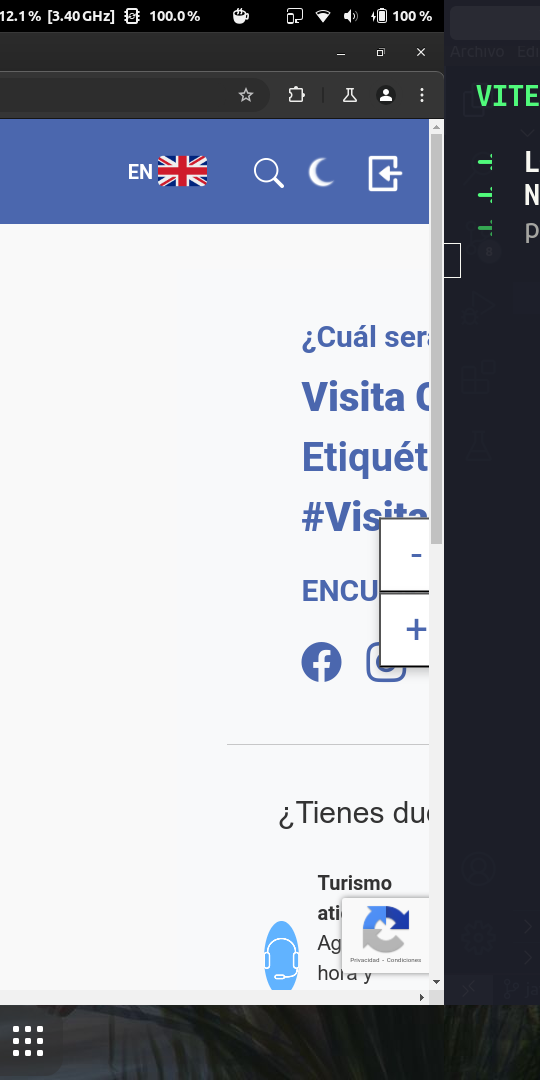 12.1 % [3.40 GHz] 100.0 % 100 %
Archivo
VITE
EN
¿Cuál será
Visita
Etiquét
#Visita
ENCU
-
+
¿Tienes du
Turismo
ati
Ag
hora y
Privacidad - Condiciones
L
N
p